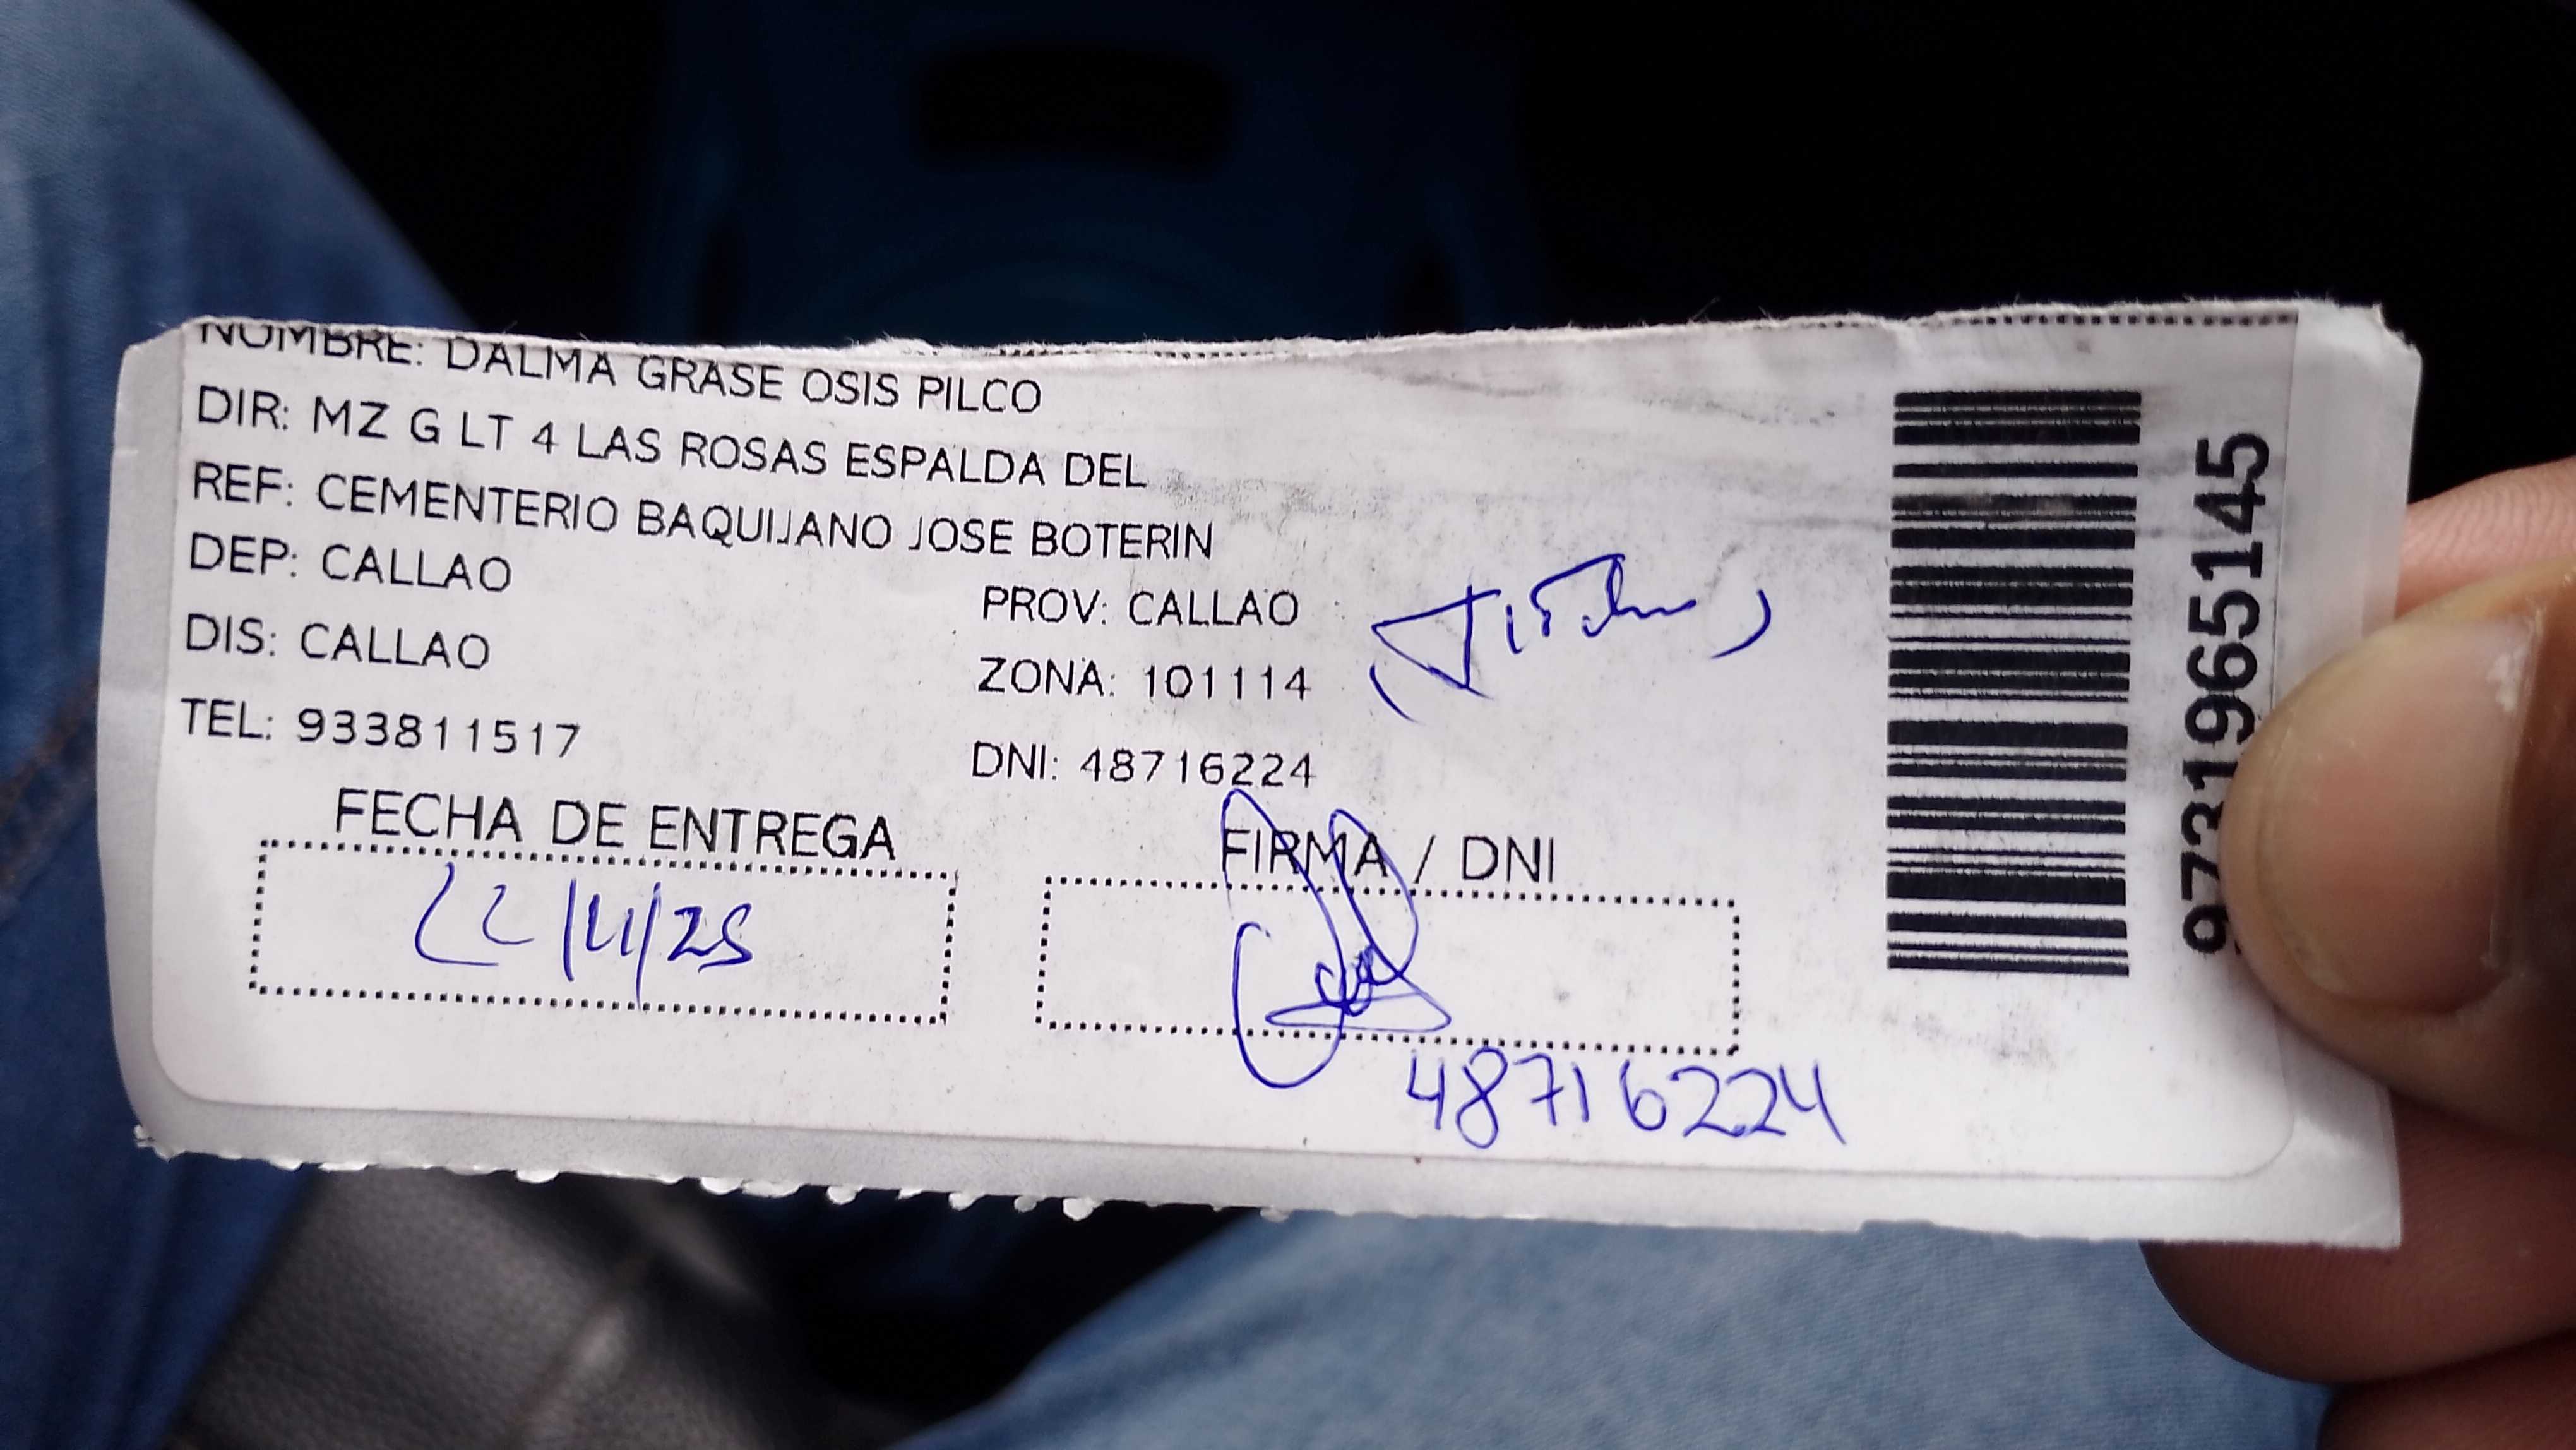 NOMBRE: DALMA GRASE OSIS PILCO
DIR: MZ G LT 4 LAS ROSAS ESPALDA DEL
REF: CEMENTERIO BAQUIJANO JOSE BOTERIN
DEP: CALLAO
PROV: CALLAO
DIS: CALLAO
ZONA: 101114
TEL: 933811517
DNI: 48716224
FECHA DE ENTREGA
FIRMA / DNI
22/11/25
48716224
9731965145